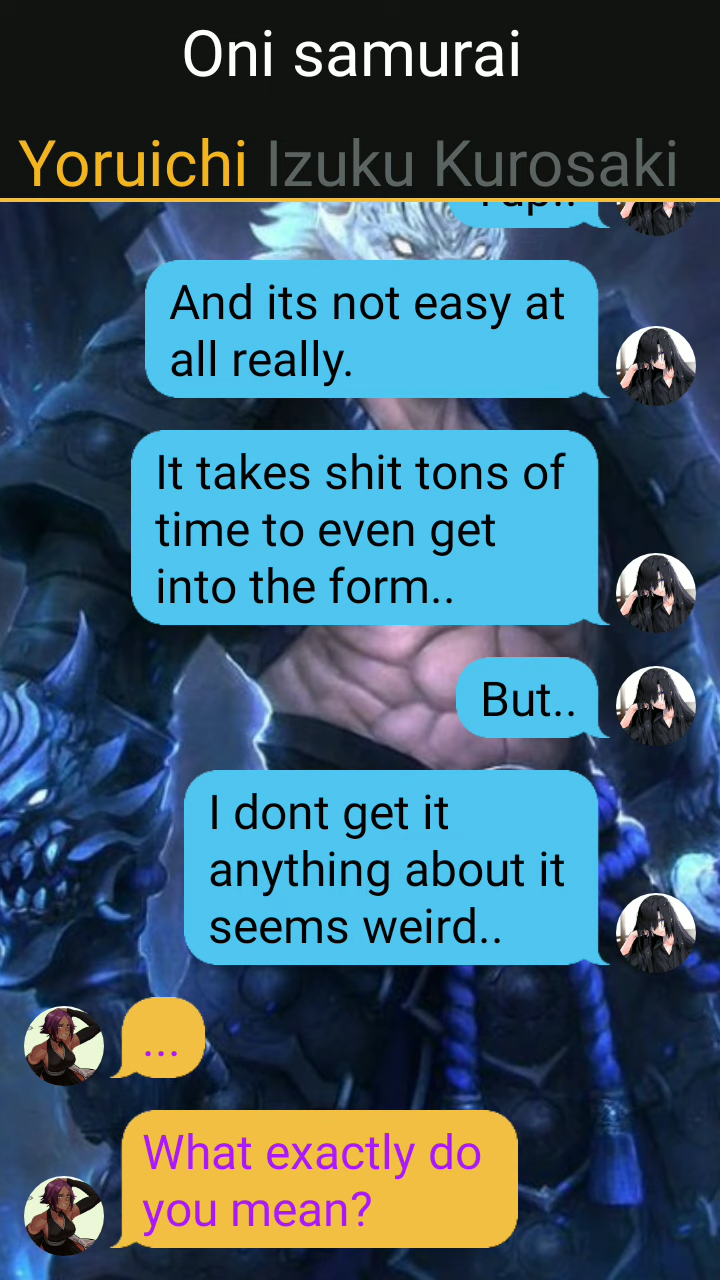 Oni samurai
Yoruichi Izuku Kurosaki
And its not easy at
all really.
It takes shit tons of
time to even get
into the form..
But..
I dont get it
anything about it
seems weird..
...
What exactly do
you mean?